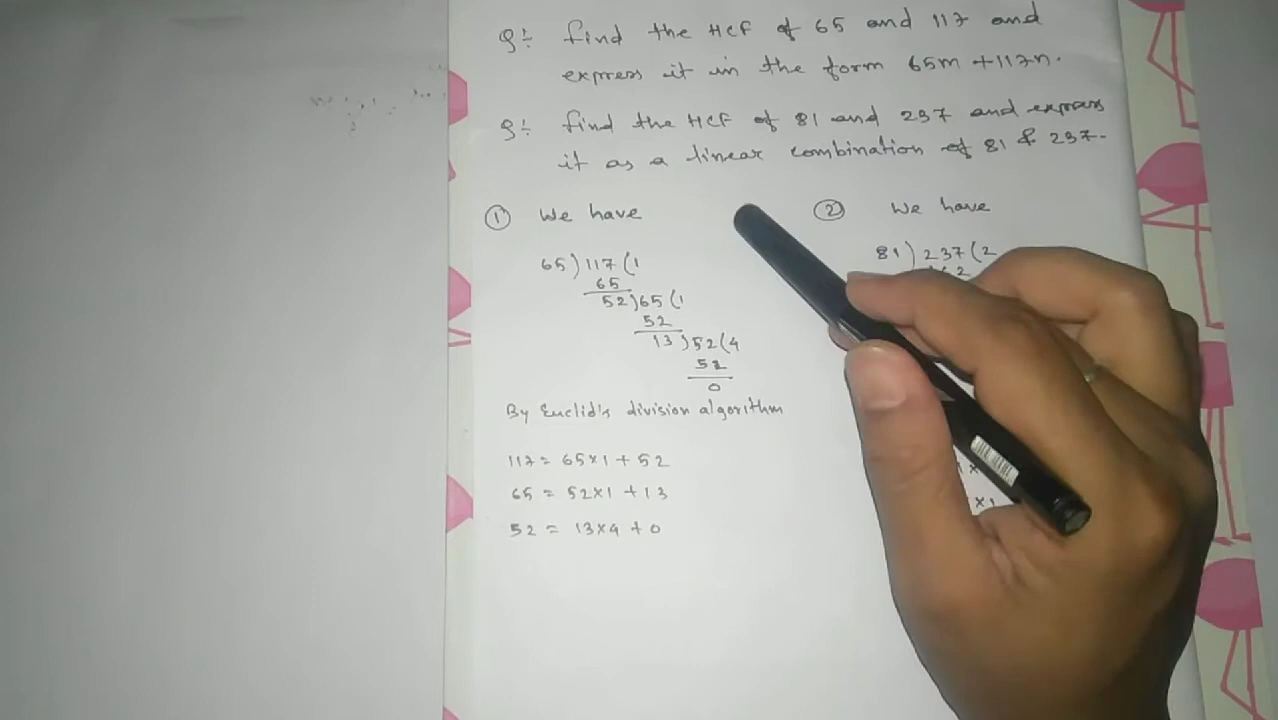 Q:- find the HCF of 65 and 117 and
express it in the form 65m + 117n.
Q:- find the HCF of 81 and 237 and express
it as a linear combination of 81 & 237.
① We have
65)117(1
65
52)65(1
52
13)52(4
52
0
By Euclid's division algorithm
117 = 65×1 + 52
65 = 52×1 + 13
52 = 13×4 + 0
② We have
81)237(2
×1